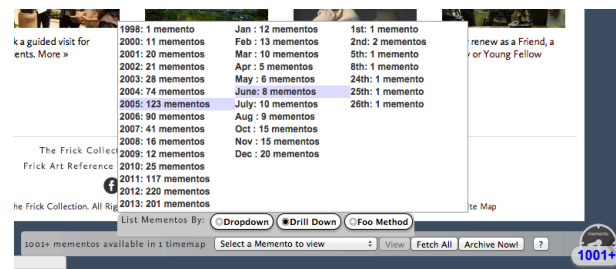 k a guided visit for
ents. More »
renew as a Friend, a
or Young Fellow
1998: 1 memento
2000: 11 mementos
2001: 20 mementos
2002: 21 mementos
2003: 28 mementos
2004: 74 mementos
2005: 123 mementos
2006: 90 mementos
2007: 41 mementos
2008: 16 mementos
2009: 12 mementos
2010: 25 mementos
2011: 117 mementos
2012: 220 mementos
2013: 201 mementos
Jan : 12 mementos
Feb : 13 mementos
Mar : 10 mementos
Apr : 5 mementos
May : 6 mementos
June: 8 mementos
July: 10 mementos
Aug : 9 mementos
Oct : 15 mementos
Nov : 15 mementos
Dec : 20 mementos
1st: 1 memento
2nd: 2 mementos
5th: 1 memento
8th: 1 memento
24th: 1 memento
25th: 1 memento
26th: 1 memento
The Frick Collect
Frick Art Reference
he Frick Collection. All Rig
te Map
List Mementos By: Dropdown Drill Down Foo Method
1001+ mementos available in 1 timemap Select a Memento to view View Fetch All Archive Now! ?
memento
1001+